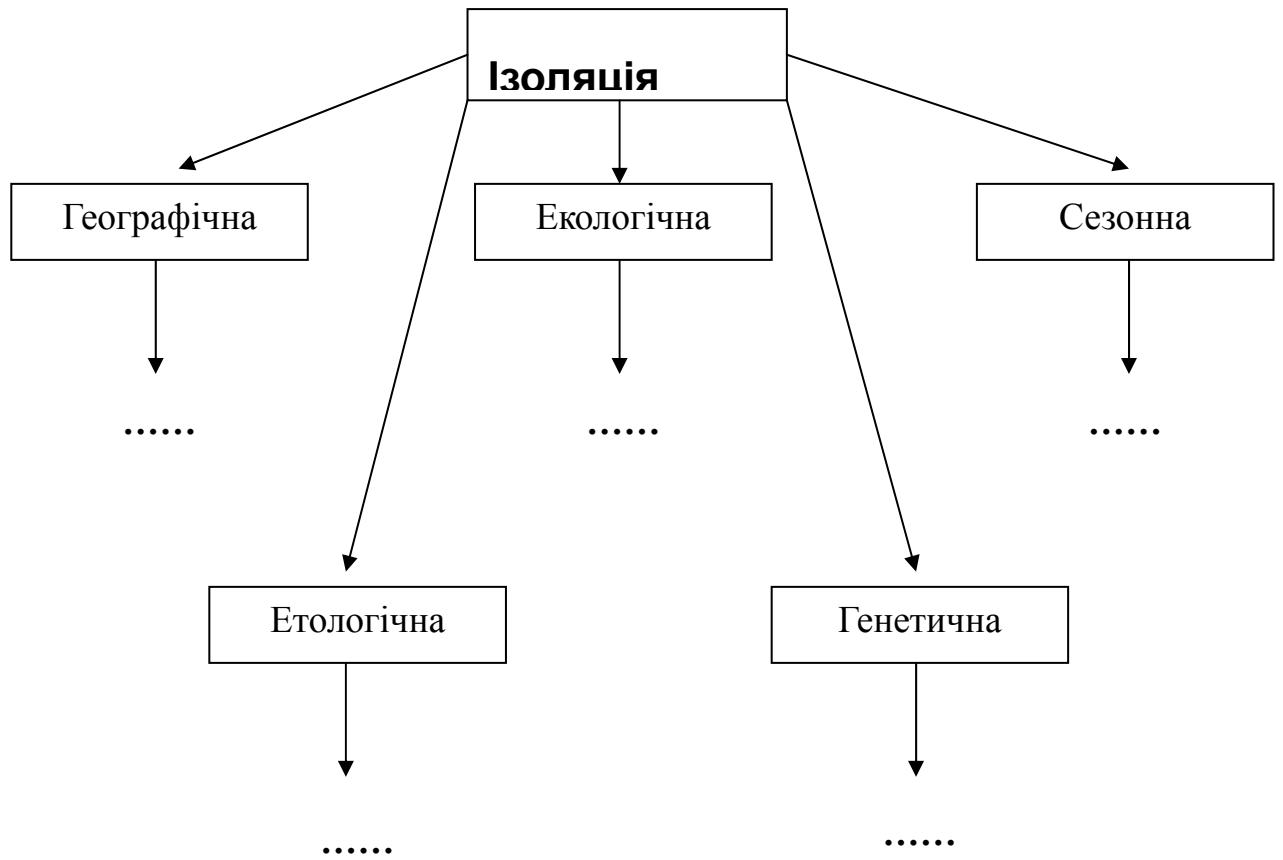 Ізоляція
Географічна
Екологічна
Сезонна
......
......
......
Етологічна
Генетична
......
......